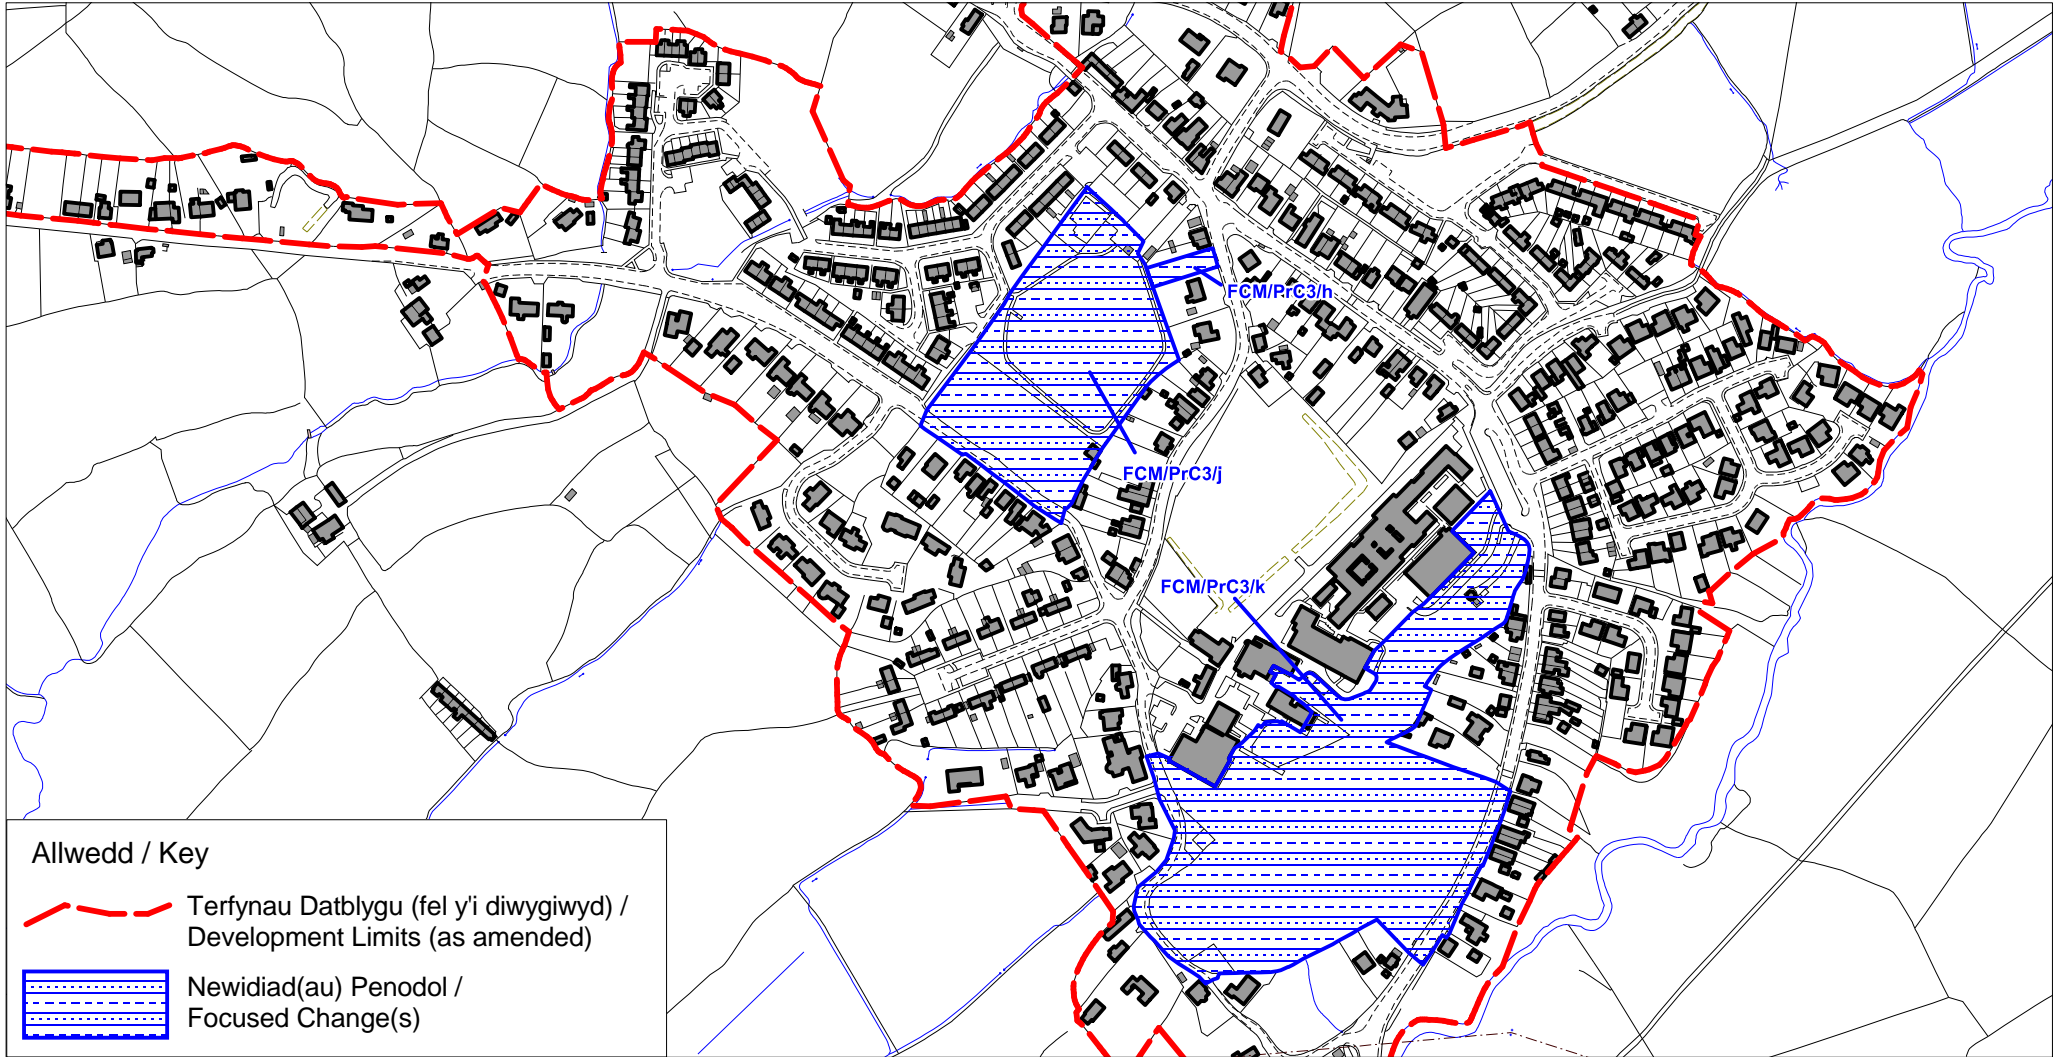 FCM/PrC3/h
FCM/PrC3/j
FCM/PrC3/k
Allwedd / Key
Terfynau Datblygu (fel y'i diwygiwyd) /
Development Limits (as amended)
Newidiad(au) Penodol /
Focused Change(s)